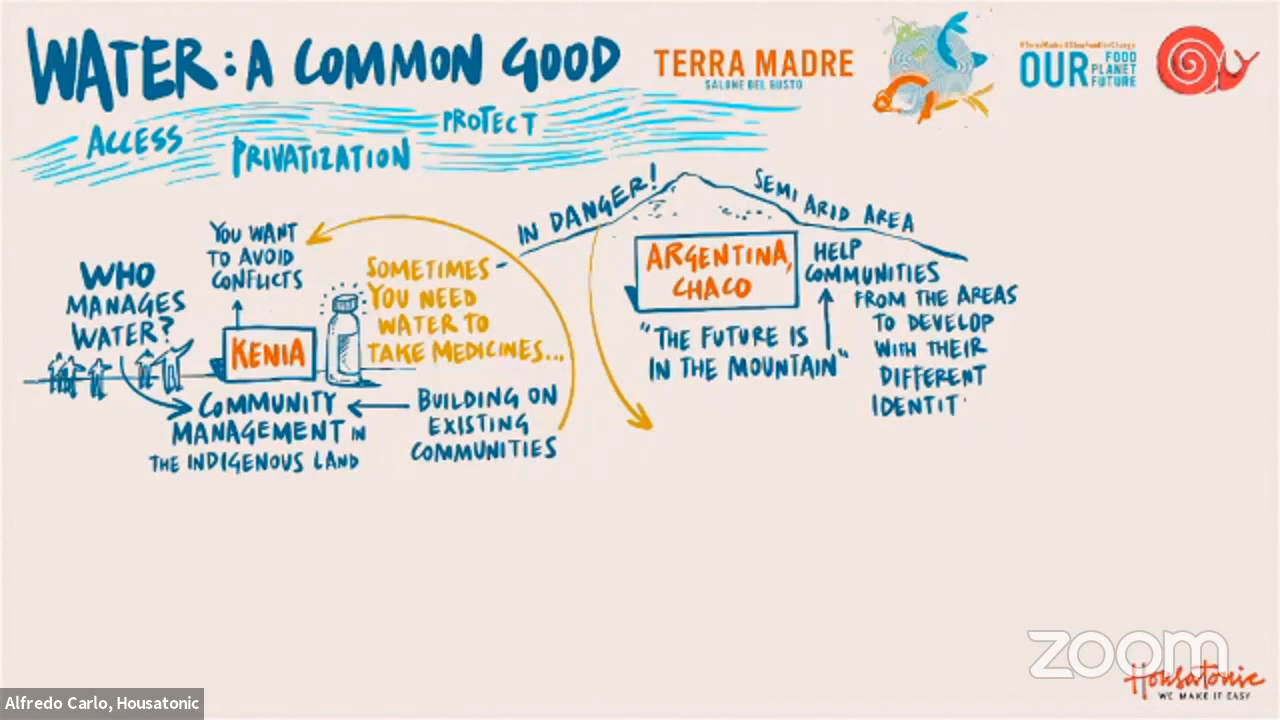 WATER: A COMMON GOOD
TERRA MADRE
SALONE DEL GUSTO
OUR
FOOD
PLANET
FUTURE
ACCESS
PRIVATIZATION
PROTECT
WHO
MANAGES
WATER?
YOU WANT
TO AVOID
CONFLICTS
KENIA
SOMETIMES
YOU NEED
WATER TO
TAKE MEDICINES...
COMMUNITY
MANAGEMENT IN
THE INDIGENOUS LAND
BUILDING ON
EXISTING
COMMUNITIES
IN DANGER!
SEMI ARID AREA
ARGENTINA,
CHACO
"THE FUTURE IS
IN THE MOUNTAIN"
HELP
COMMUNITIES
FROM THE AREAS
TO DEVELOP
WITH THEIR
DIFFERENT
IDENTIT
zoom
Housatonic
WE MAKE IT EASY
Alfredo Carlo, Housatonic